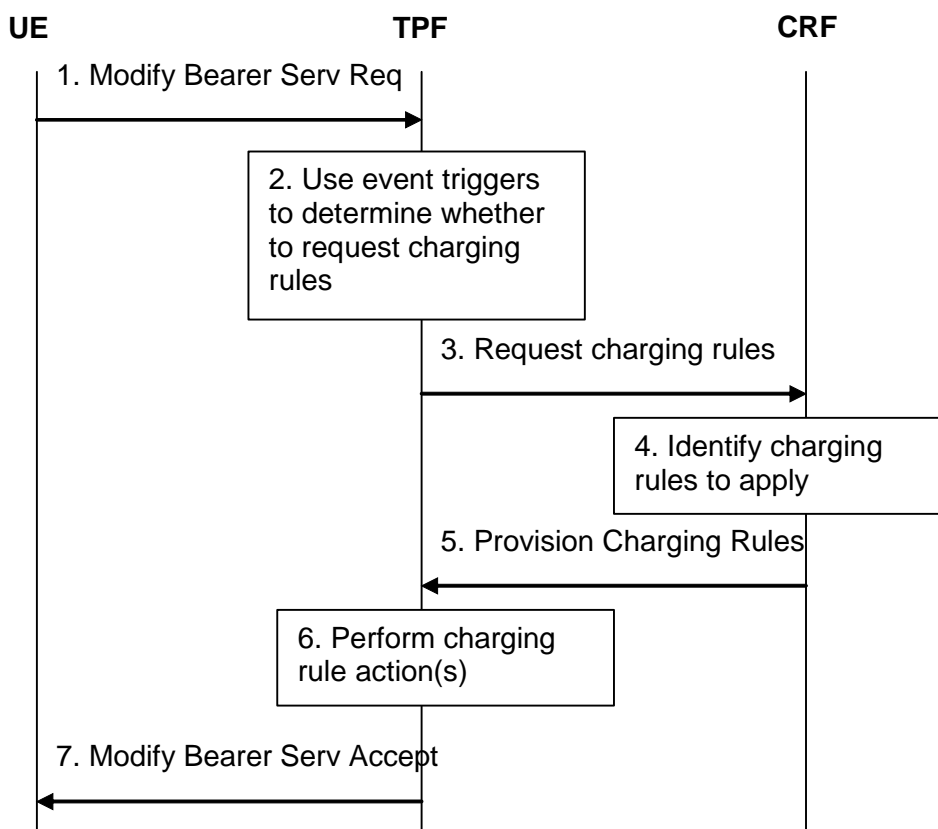 UE TPF CRF
1. Modify Bearer Serv Req
2. Use event triggers
to determine whether
to request charging
rules
3. Request charging rules
4. Identify charging
rules to apply
5. Provision Charging Rules
6. Perform charging
rule action(s)
7. Modify Bearer Serv Accept